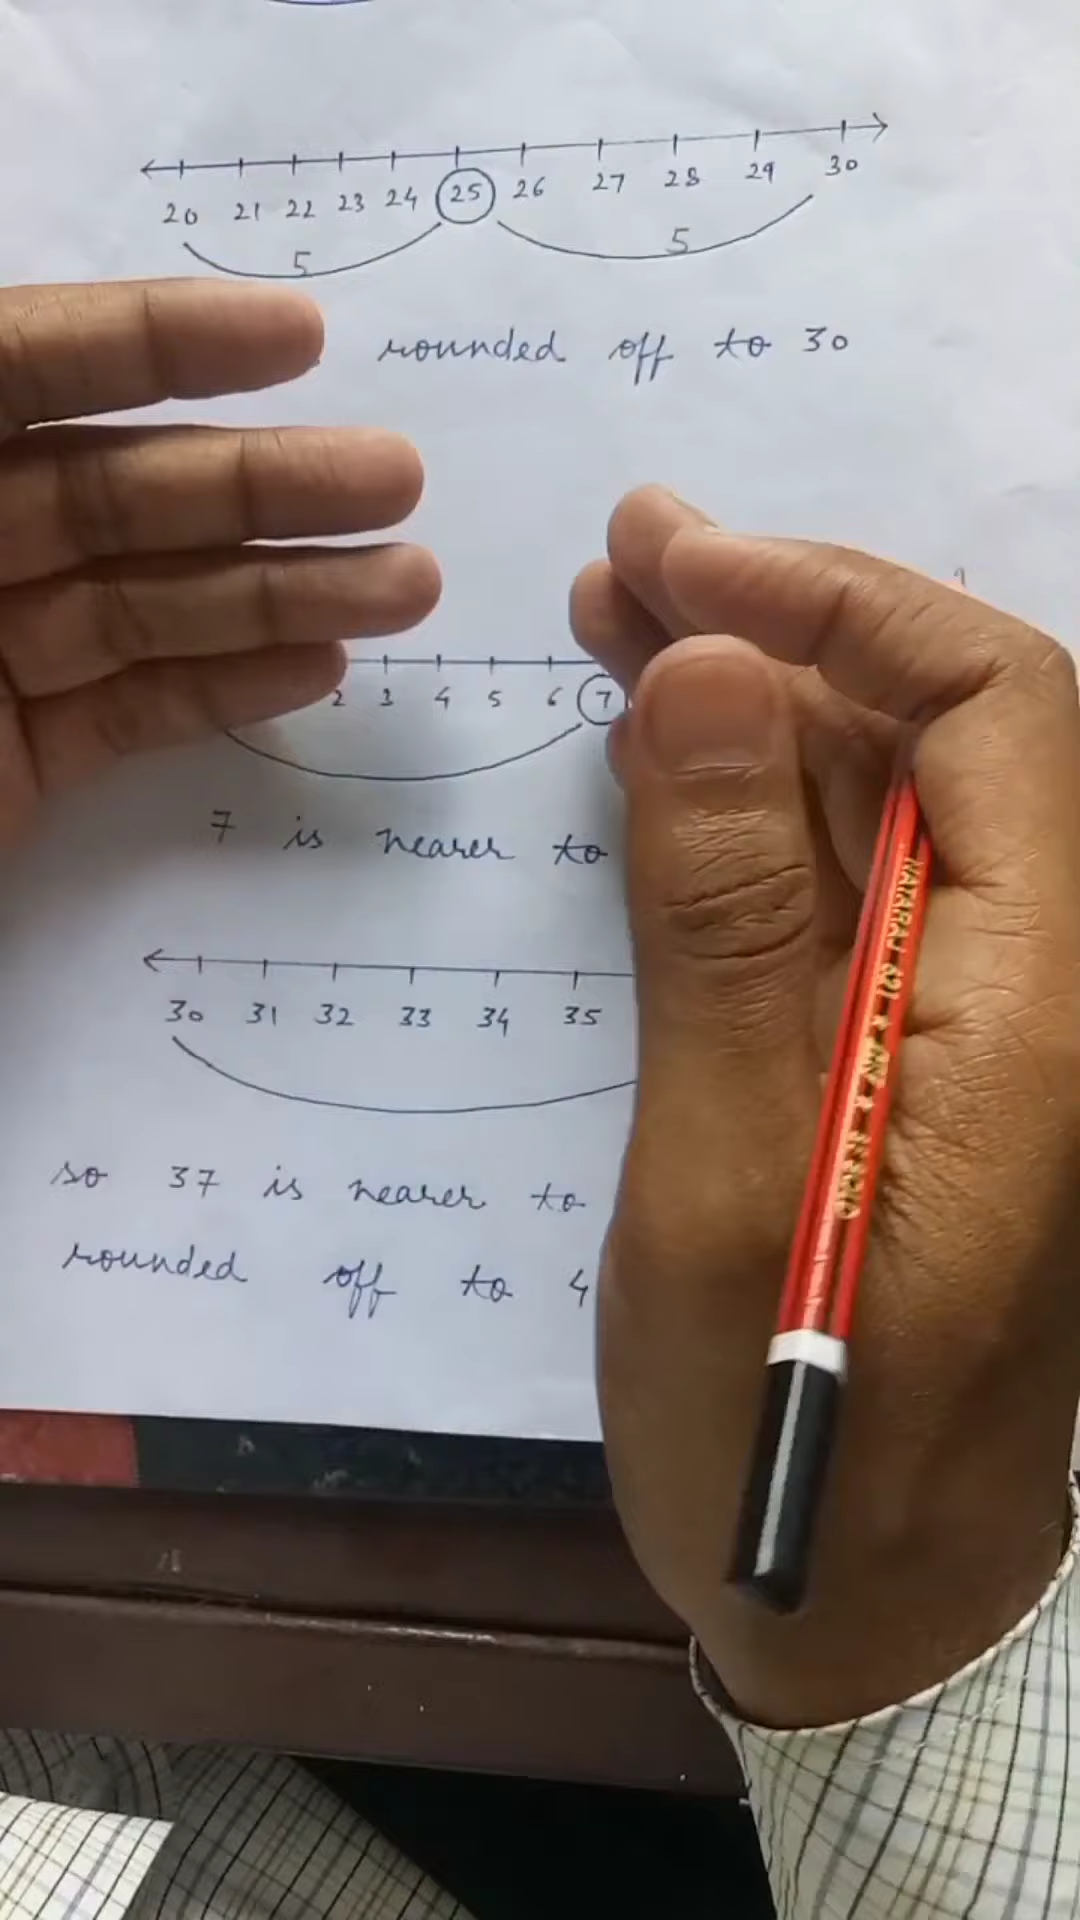 20 21 22 23 24 25 26 27 28 29 30
5 5
rounded off to 30
2 3 4 5 6 7
7 is nearer to
30 31 32 33 34 35
so 37 is nearer to
rounded off to 4
NATARAJ 621